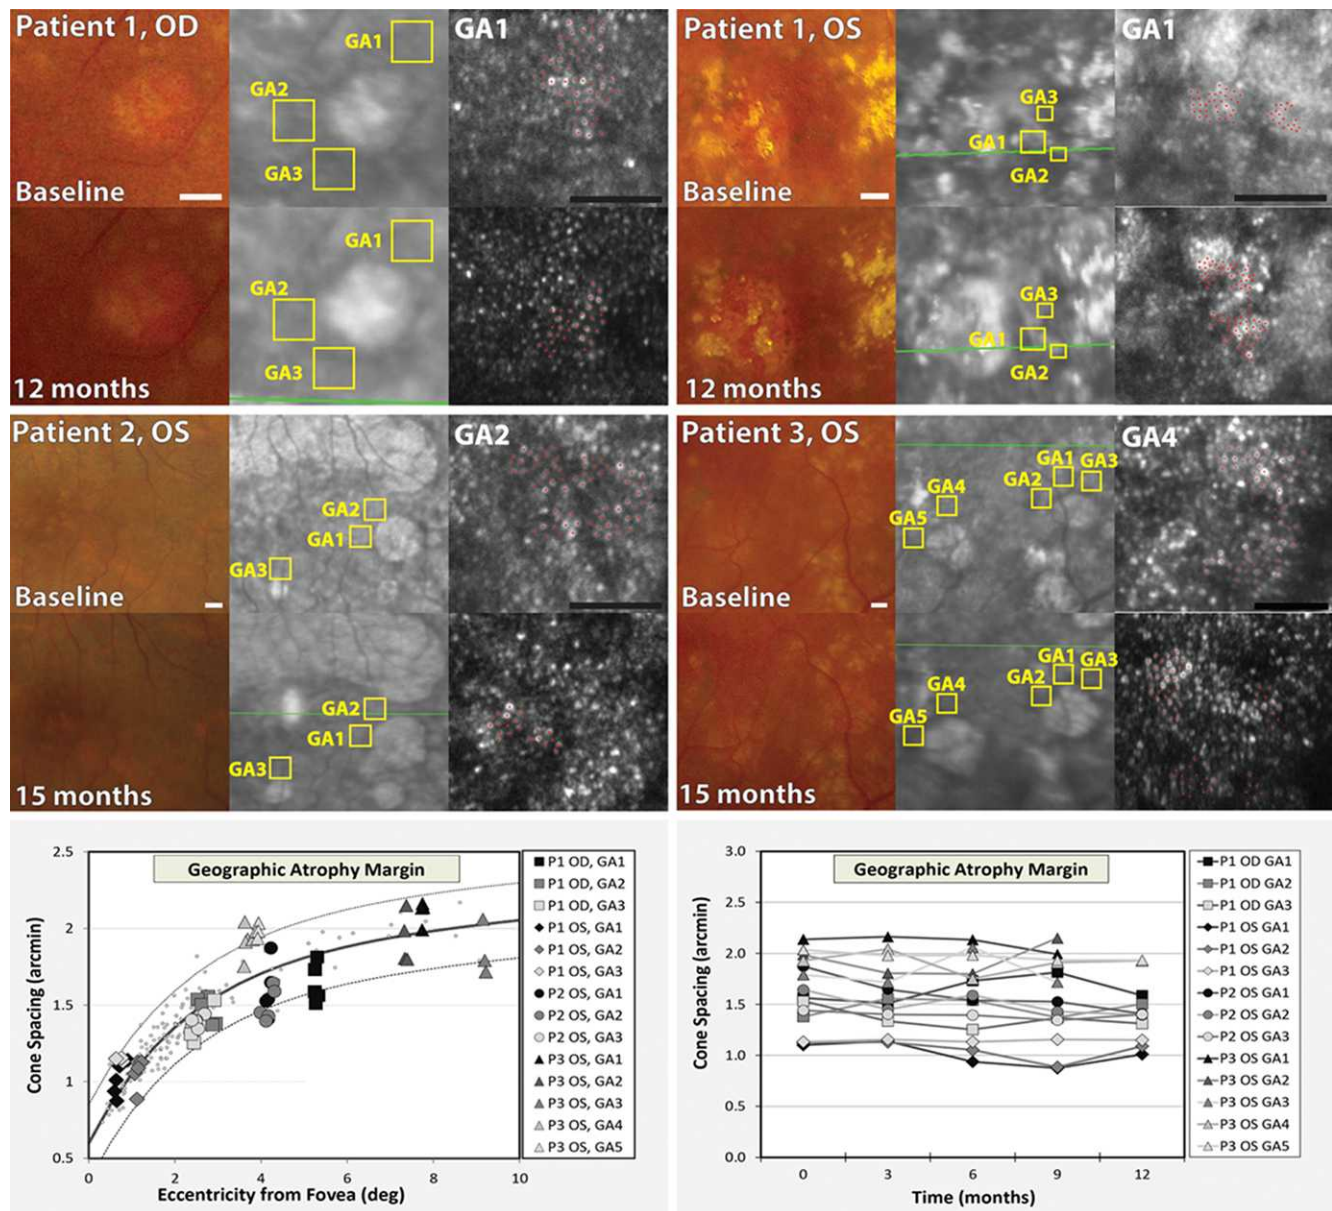 Patient 1, OD
GA1
GA2
GA3
GA1
Baseline
GA1
GA2
GA3
12 months
Patient 1, OS
GA3
GA1
GA2
GA1
Baseline
GA3
GA1
GA2
12 months
Patient 2, OS
GA2
GA1
GA3
GA2
Baseline
GA2
GA1
GA3
15 months
Patient 3, OS
GA1
GA3
GA2
GA4
GA5
GA4
Baseline
GA1
GA3
GA2
GA4
GA5
15 months
Geographic Atrophy Margin
Cone Spacing (arcmin)
2.5
2
1.5
1
0.5
0
2
4
6
8
10
Eccentricity from Fovea (deg)
P1 OD, GA1
P1 OD, GA2
P1 OD, GA3
P1 OS, GA1
P1 OS, GA2
P1 OS, GA3
P2 OS, GA1
P2 OS, GA2
P2 OS, GA3
P3 OS, GA1
P3 OS, GA2
P3 OS, GA3
P3 OS, GA4
P3 OS, GA5
Geographic Atrophy Margin
Cone Spacing (arcmin)
3.0
2.5
2.0
1.5
1.0
0.5
0.0
0
3
6
9
12
Time (months)
P1 OD GA1
P1 OD GA2
P1 OD GA3
P1 OS GA1
P1 OS GA2
P1 OS GA3
P2 OS GA1
P2 OS GA2
P2 OS GA3
P3 OS GA1
P3 OS GA2
P3 OS GA3
P3 OS GA4
P3 OS GA5